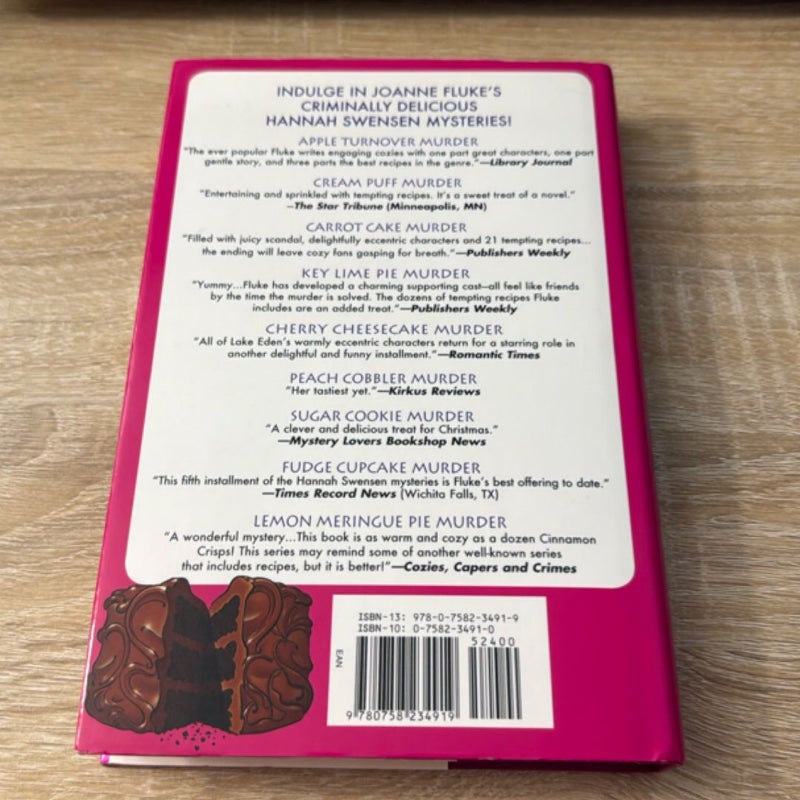 INDULGE IN JOANNE FLUKE'S
CRIMINALLY DELICIOUS
HANNAH SWENSEN MYSTERIES!
APPLE TURNOVER MURDER
"The ever popular Fluke writes engaging cozies with one part great characters, one part
gentle story, and three parts the best recipes in the genre."—Library Journal
CREAM PUFF MURDER
"Entertaining and sprinkled with tempting recipes. It's a sweet treat of a novel."
–The Star Tribune (Minneapolis, MN)
CARROT CAKE MURDER
"Filled with juicy scandal, delightfully eccentric characters and 21 tempting recipes...
the ending will leave cozy fans gasping for breath."—Publishers Weekly
KEY LIME PIE MURDER
"Yummy...Fluke has developed a charming supporting cast—all feel like friends
by the time the murder is solved. The dozens of tempting recipes Fluke
includes are an added treat."—Publishers Weekly
CHERRY CHEESECAKE MURDER
"All of Lake Eden's warmly eccentric characters return for a starring role in
another delightful and funny installment."—Romantic Times
PEACH COBBLER MURDER
"Her tastiest yet."—Kirkus Reviews
SUGAR COOKIE MURDER
"A clever and delicious treat for Christmas."
—Mystery Lovers Bookshop News
FUDGE CUPCAKE MURDER
"This fifth installment of the Hannah Swensen mysteries is Fluke's best offering to date."
—Times Record News (Wichita Falls, TX)
LEMON MERINGUE PIE MURDER
"A wonderful mystery...This book is as warm and cozy as a dozen Cinnamon
Crisps! This series may remind some of another well-known series
that includes recipes, but it is better!"—Cozies, Capers and Crimes
ISBN-13: 978-0-7582-3491-9
ISBN-10: 0-7582-3491-0
52400
EAN
9 780758 234919